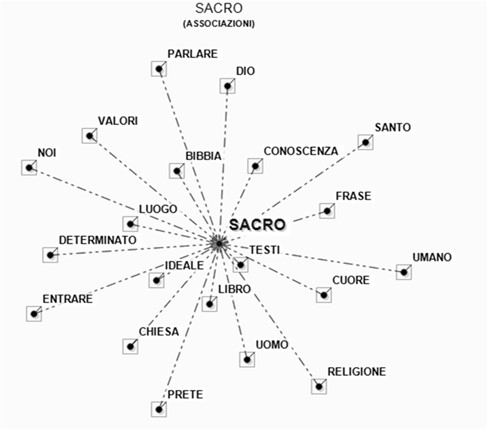 SACRO
(ASSOCIAZIONI)
PARLARE
DIO
VALORI
SANTO
NOI
BIBBIA
CONOSCENZA
LUOGO
FRASE
SACRO
DETERMINATO
TESTI
IDEALE
UMANO
ENTRARE
LIBRO
CUORE
CHIESA
UOMO
RELIGIONE
PRETE